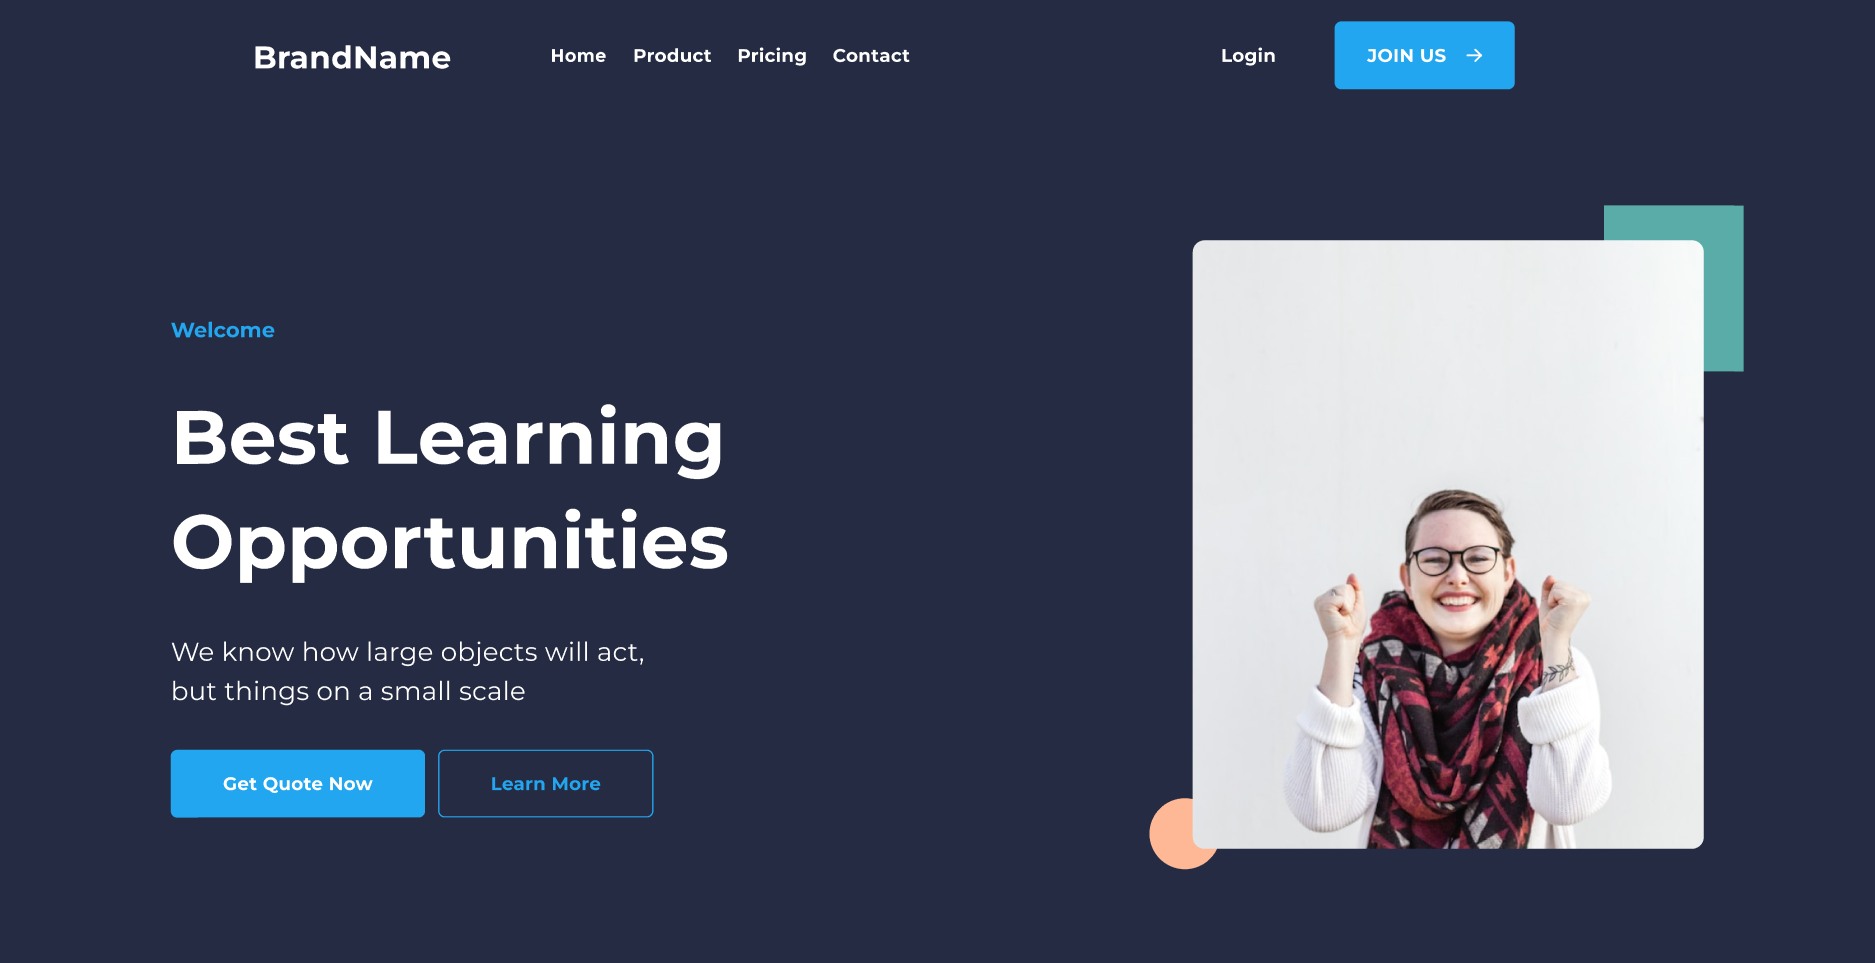 BrandName
Home Product Pricing Contact
Login
JOIN US
Welcome
Best Learning
Opportunities
We know how large objects will act,
but things on a small scale
Get Quote Now
Learn More